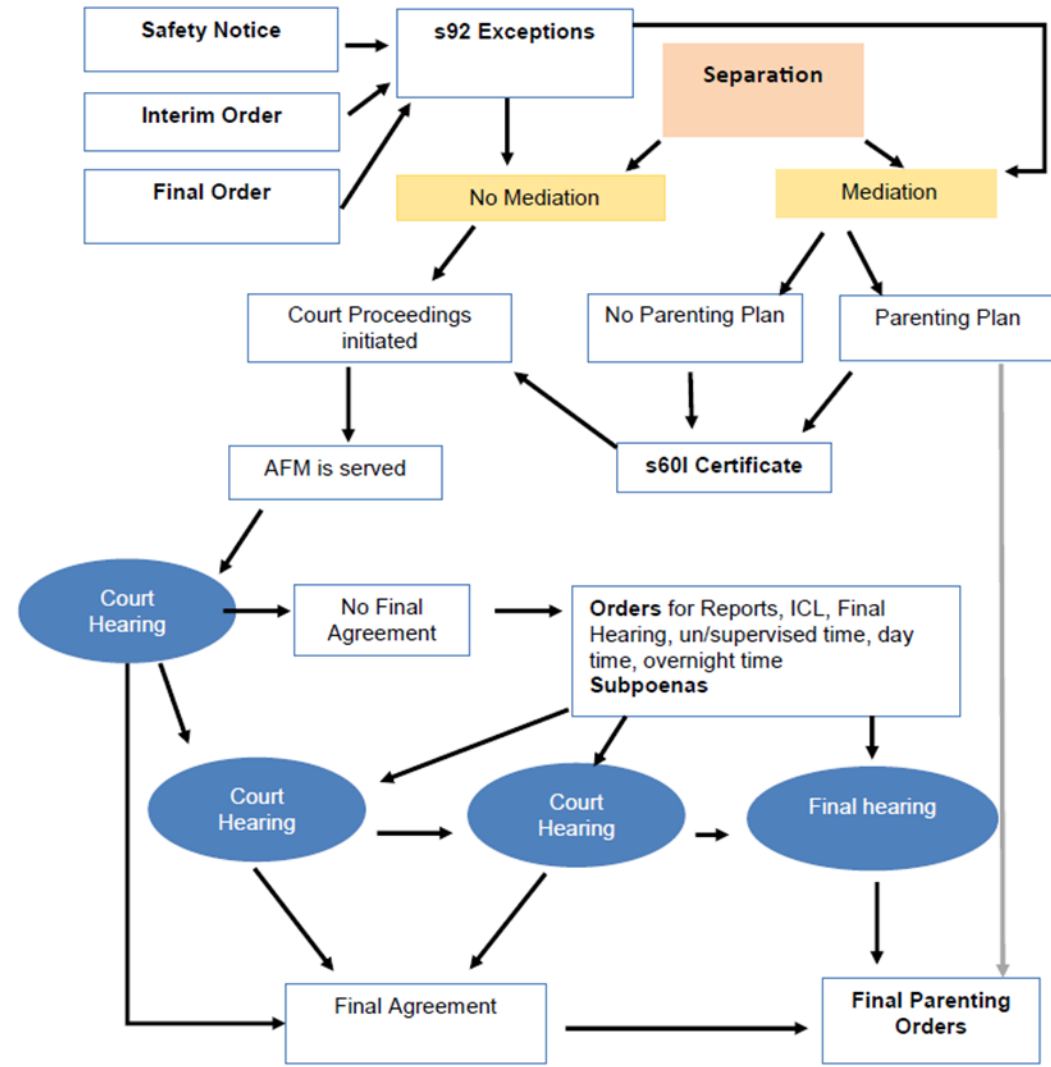 Safety Notice
s92 Exceptions
Separation
Interim Order
Final Order
No Mediation
Mediation
Court Proceedings
initiated
No Parenting Plan
Parenting Plan
AFM is served
s60I Certificate
Court
Hearing
No Final
Agreement
Orders for Reports, ICL, Final
Hearing, un/supervised time, day
time, overnight time
Subpoenas
Court
Hearing
Court
Hearing
Final hearing
Final Agreement
Final Parenting
Orders